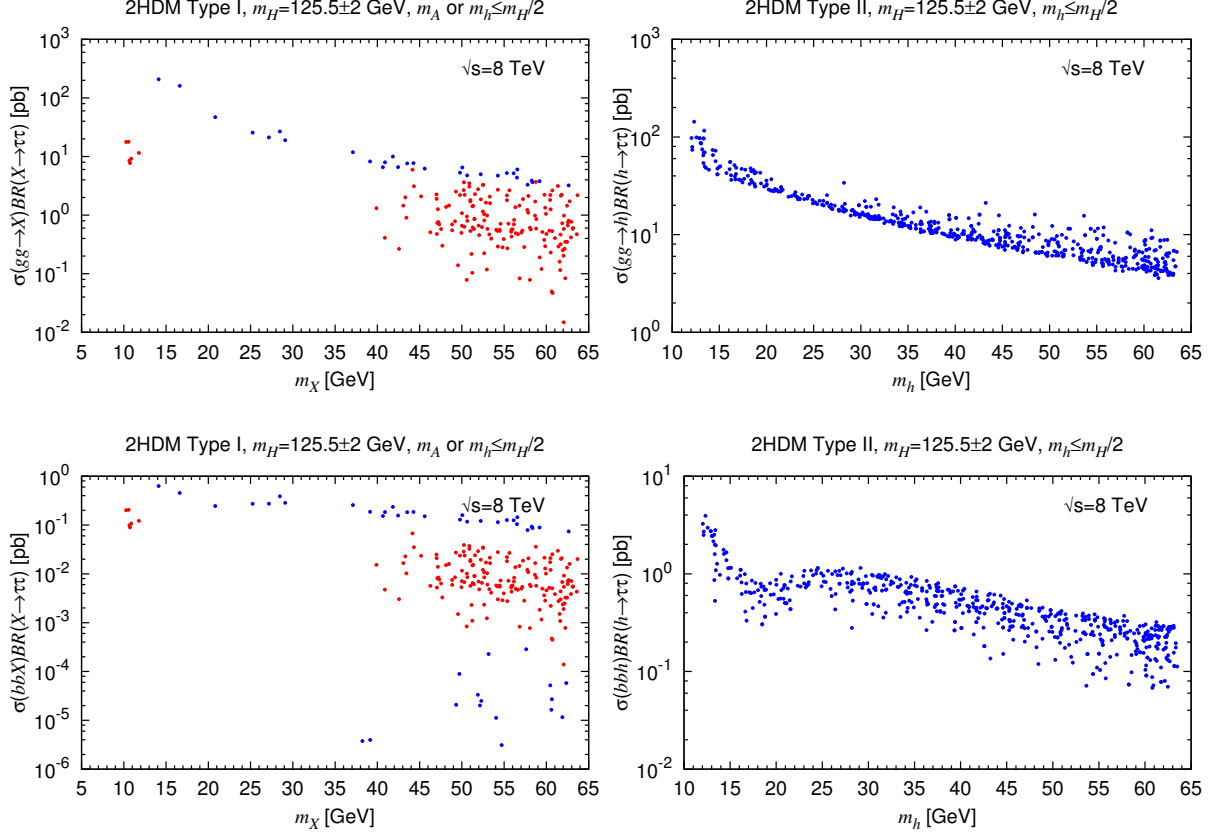 2HDM Type I, m_H=125.5±2 GeV, m_A or m_h≤m_H/2
σ(gg→X)BR(X→ττ) [pb]
10^3
10^2
10^1
10^0
10^-1
10^-2
√s=8 TeV
5 10 15 20 25 30 35 40 45 50 55 60 65
m_X [GeV]
2HDM Type II, m_H=125.5±2 GeV, m_h≤m_H/2
σ(gg→h)BR(h→ττ) [pb]
10^3
10^2
10^1
10^0
√s=8 TeV
10 15 20 25 30 35 40 45 50 55 60 65
m_h [GeV]
2HDM Type I, m_H=125.5±2 GeV, m_A or m_h≤m_H/2
σ(bbX)BR(X→ττ) [pb]
10^0
10^-1
10^-2
10^-3
10^-4
10^-5
10^-6
√s=8 TeV
5 10 15 20 25 30 35 40 45 50 55 60 65
m_X [GeV]
2HDM Type II, m_H=125.5±2 GeV, m_h≤m_H/2
σ(bbh)BR(h→ττ) [pb]
10^1
10^0
10^-1
10^-2
√s=8 TeV
10 15 20 25 30 35 40 45 50 55 60 65
m_h [GeV]